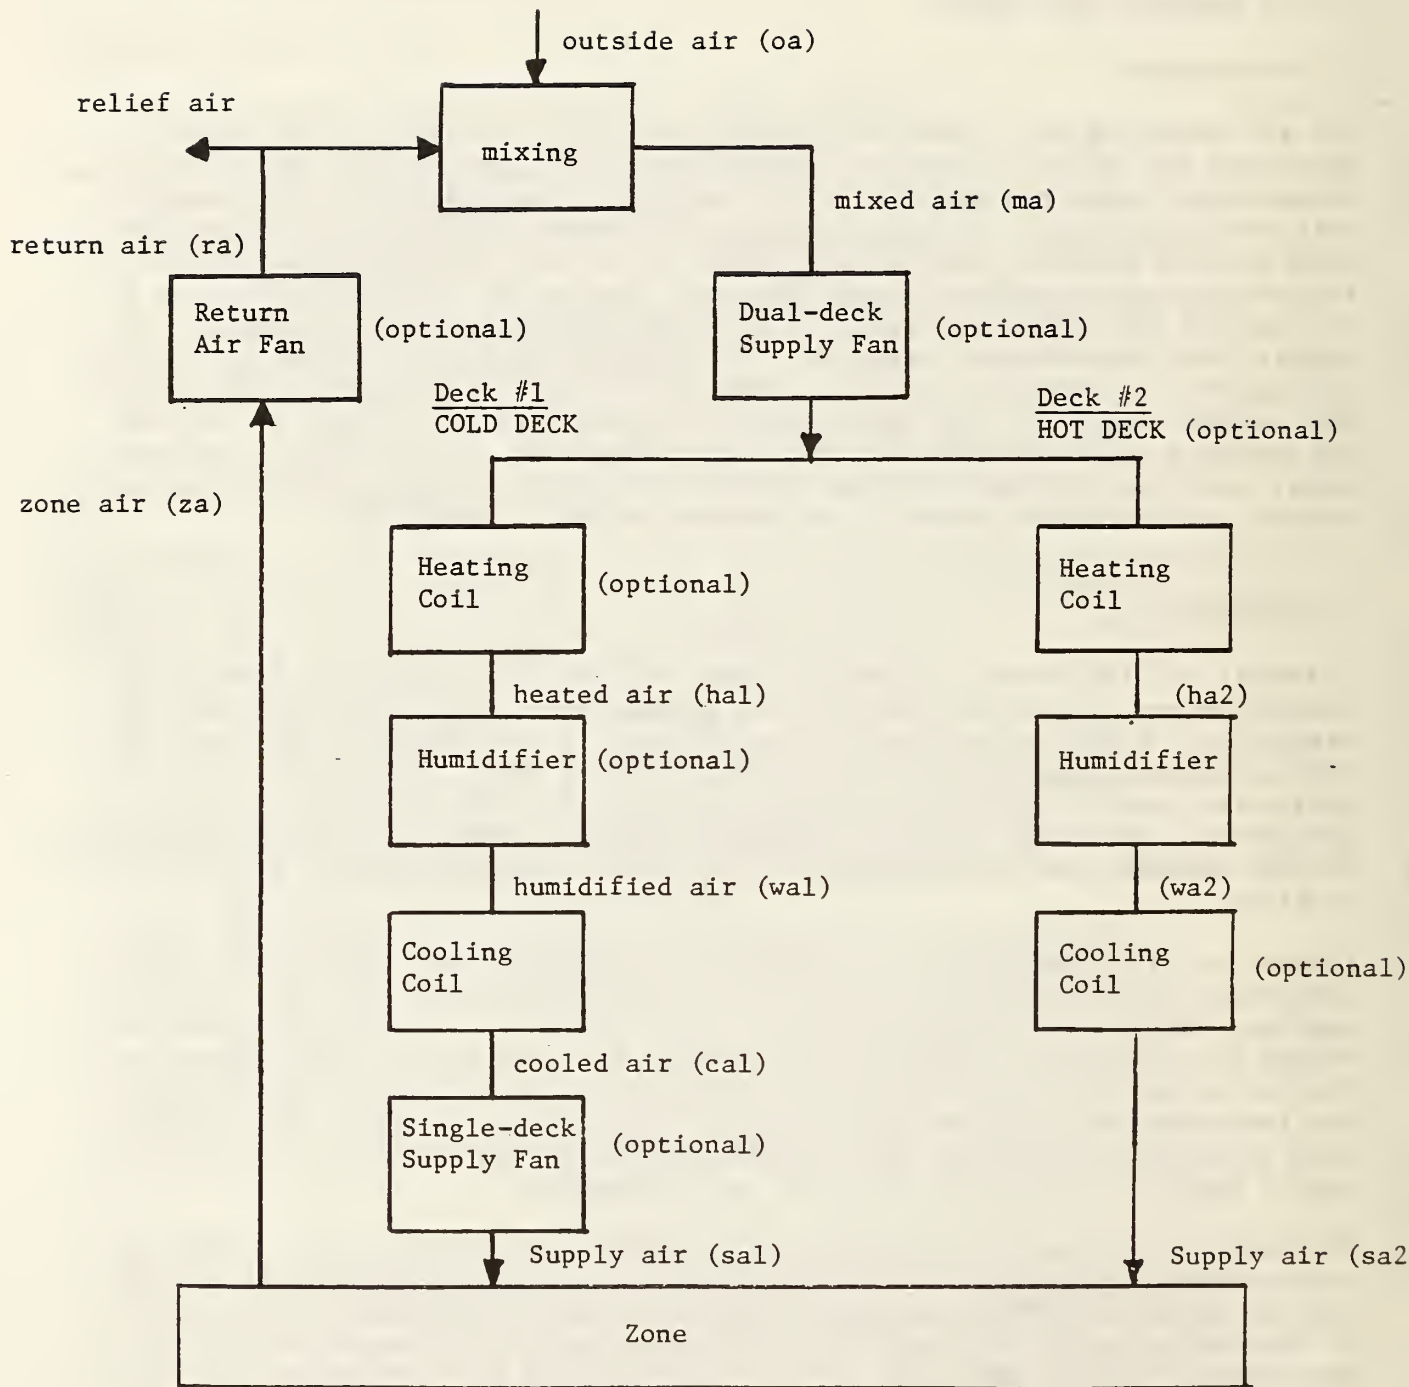 outside air (oa)
relief air
mixing
mixed air (ma)
return air (ra)
Return
Air Fan
(optional)
Dual-deck
Supply Fan
(optional)
Deck #1
COLD DECK
Deck #2
HOT DECK (optional)
zone air (za)
Heating
Coil
(optional)
Heating
Coil
heated air (ha1)
(ha2)
Humidifier
(optional)
Humidifier
humidified air (wa1)
(wa2)
Cooling
Coil
Cooling
Coil
(optional)
cooled air (ca1)
Single-deck
Supply Fan
(optional)
Supply air (sa1)
Supply air (sa2
Zone